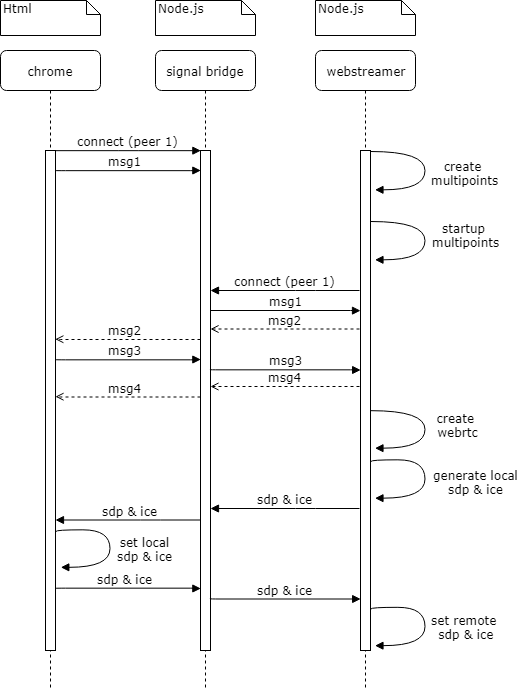 Html
Node.js
Node.js
chrome
signal bridge
webstreamer
connect (peer 1)
msg1
create
multipoints
startup
multipoints
connect (peer 1)
msg1
msg2
msg2
msg3
msg3
msg4
msg4
create
webrtc
generate local
sdp & ice
sdp & ice
sdp & ice
set local
sdp & ice
sdp & ice
sdp & ice
set remote
sdp & ice